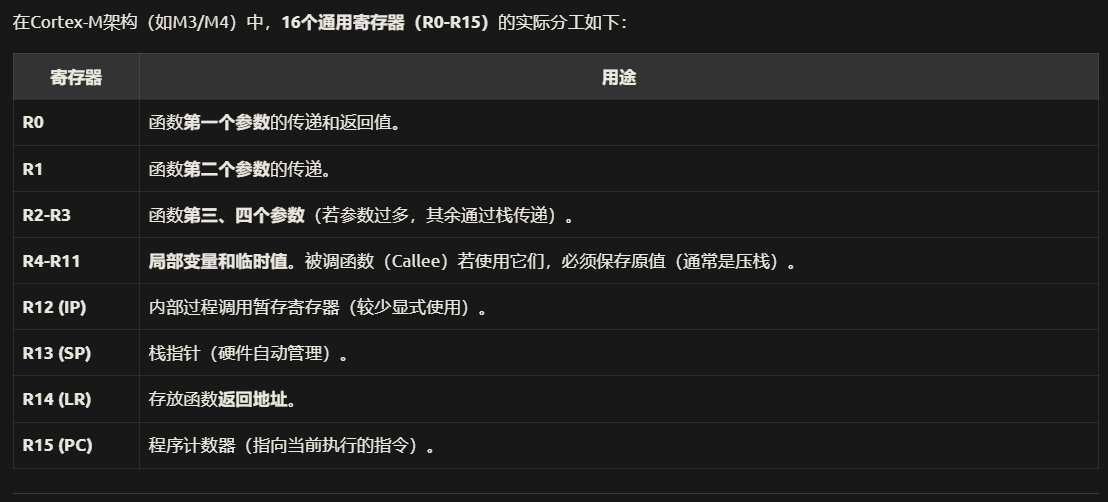 在Cortex-M架构（如M3/M4）中，16个通用寄存器（R0-R15）的实际分工如下：
寄存器 用途
R0 函数第一个参数的传递和返回值。
R1 函数第二个参数的传递。
R2-R3 函数第三、四个参数（若参数过多，其余通过栈传递）。
R4-R11 局部变量和临时值。被调函数（Callee）若使用它们，必须保存原值（通常是压栈）。
R12 (IP) 内部过程调用暂存寄存器（较少显式使用）。
R13 (SP) 栈指针（硬件自动管理）。
R14 (LR) 存放函数返回地址。
R15 (PC) 程序计数器（指向当前执行的指令）。